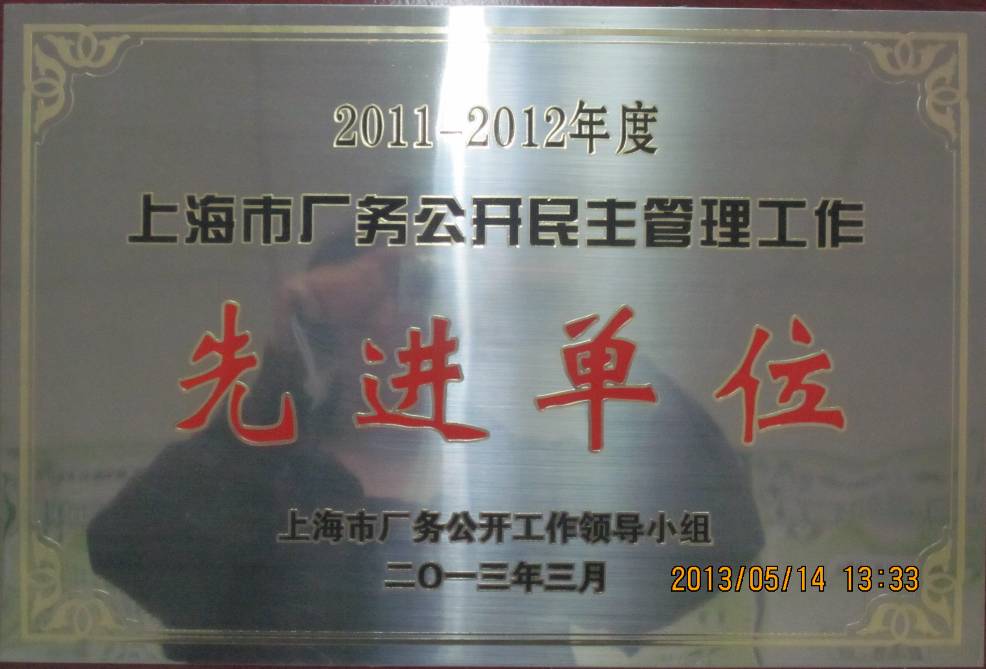 2011-2012年度
上海市厂务公开民主管理工作
先进单位
上海市厂务公开工作领导小组
二〇一三年三月
2013/05/14 13:33